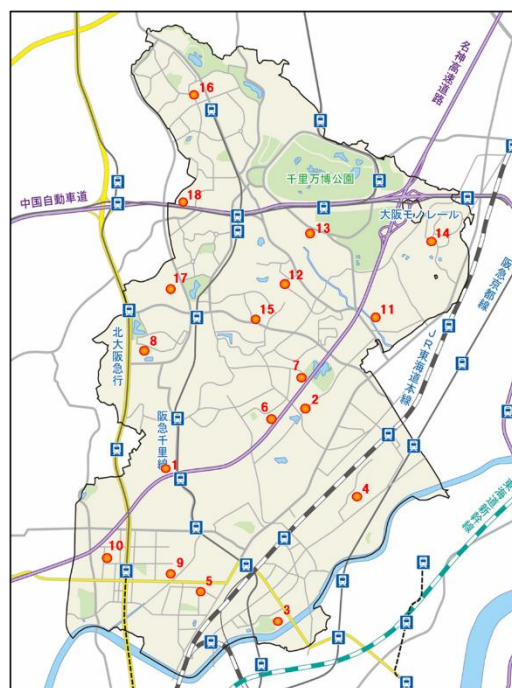 名神高速道路
16
千里万博公園
18
中国自動車道
13
大阪モノレール
14
阪急京都線
12
17
11
15
JR東海道本線
北大阪急行
8
7
2
6
阪急千里線
1
4
東海道新幹線
10
9
5
3